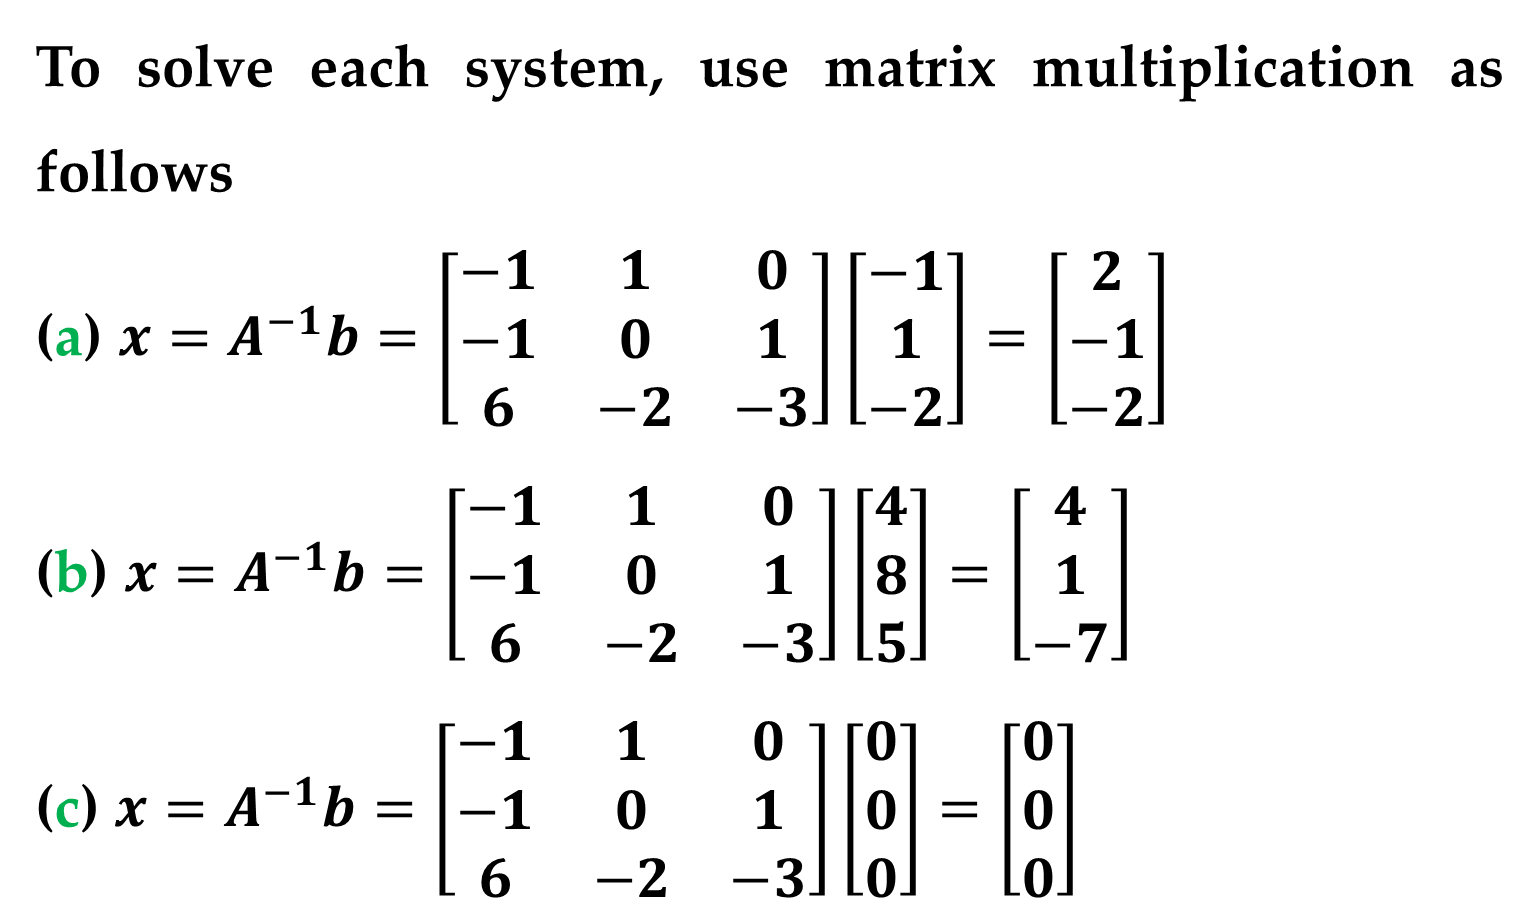 To solve each system, use matrix multiplication as
follows
(a) x = A⁻¹b = [−1 1 0; −1 0 1; 6 −2 −3] [−1; 1; −2] = [2; −1; −2]
(b) x = A⁻¹b = [−1 1 0; −1 0 1; 6 −2 −3] [4; 8; 5] = [4; 1; −7]
(c) x = A⁻¹b = [−1 1 0; −1 0 1; 6 −2 −3] [0; 0; 0] = [0; 0; 0]